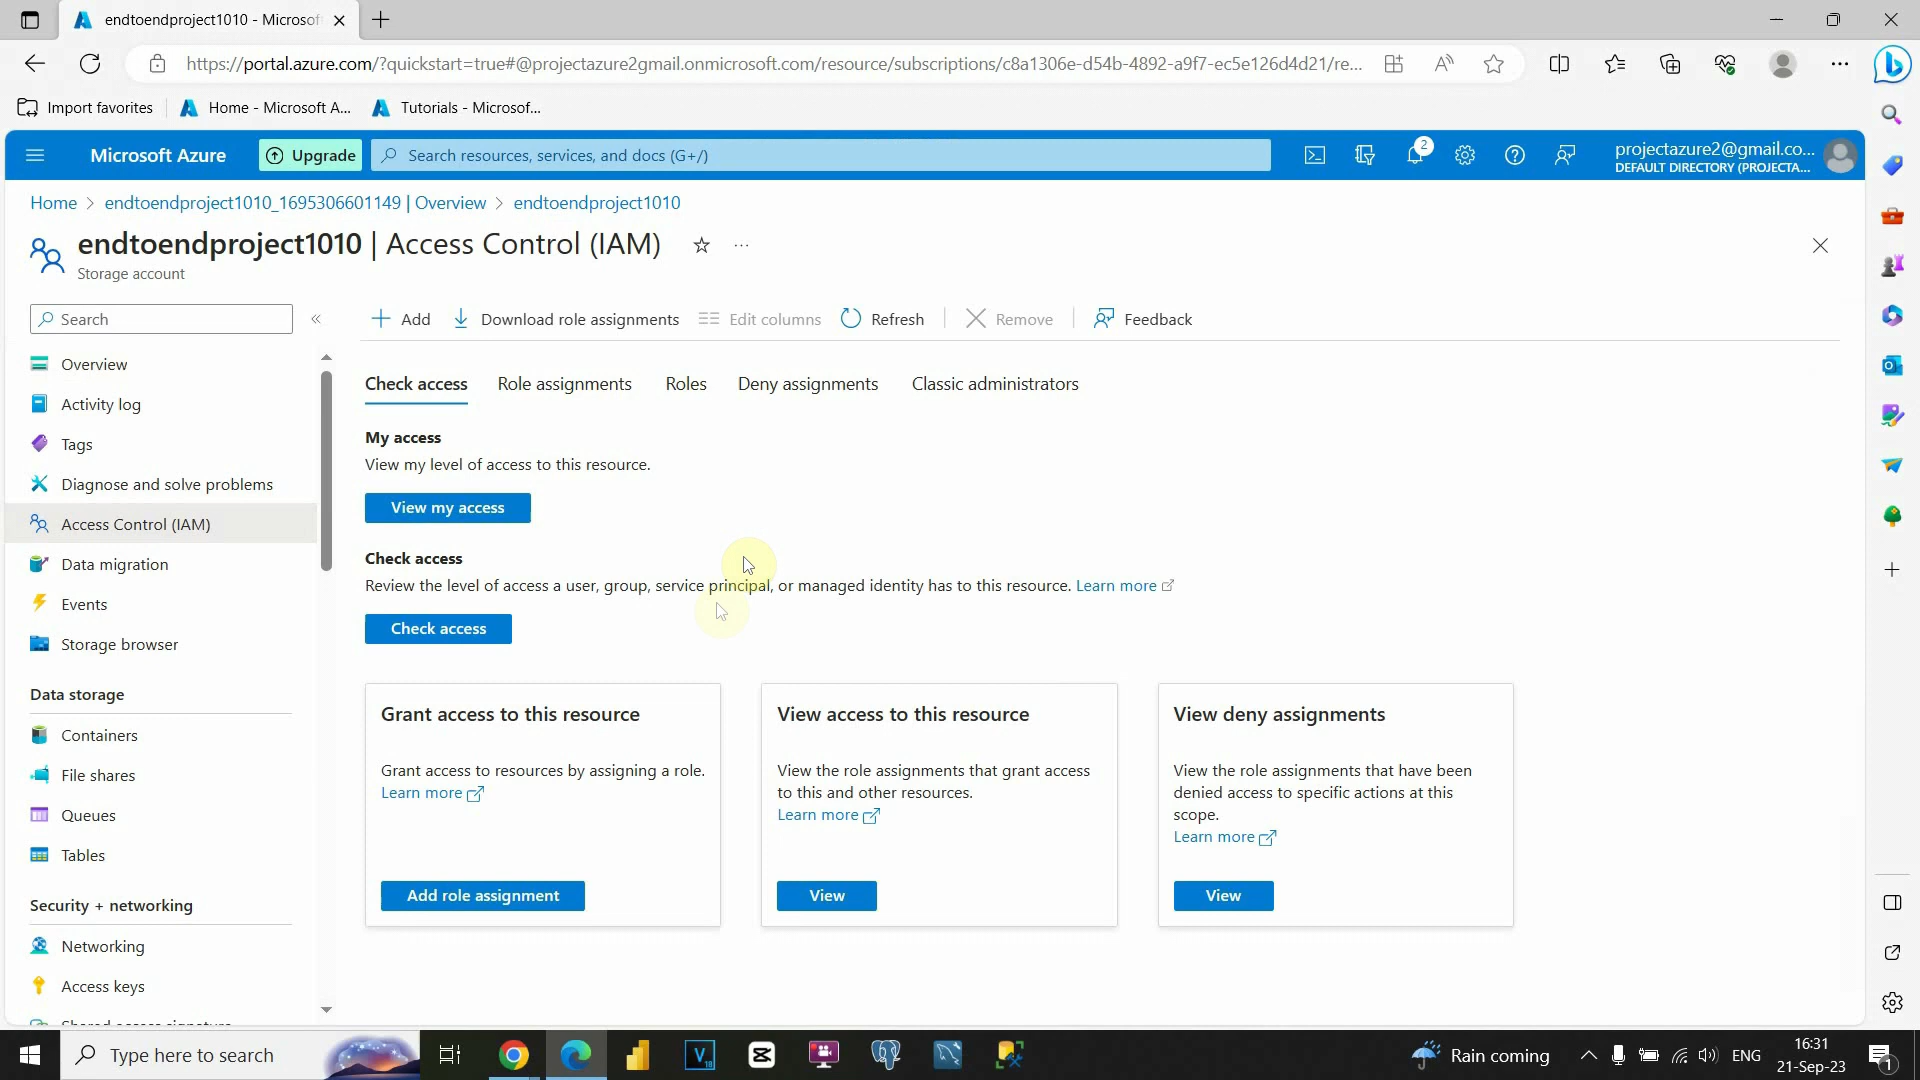 endtoendproject1010 - Microsof
https://portal.azure.com/?quickstart=true#@projectazure2gmail.onmicrosoft.com/resource/subscriptions/c8a1306e-d54b-4892-a9f7-ec5e126d4d21/re...
Import favorites
Home - Microsoft A...
Tutorials - Microsof...
Microsoft Azure
Upgrade
Search resources, services, and docs (G+/)
2
projectazure2@gmail.co...
DEFAULT DIRECTORY (PROJECTA...
Home > endtoendproject1010_1695306601149 | Overview > endtoendproject1010
endtoendproject1010 | Access Control (IAM)
Storage account
Search
Add
Download role assignments
Edit columns
Refresh
Remove
Feedback
Overview
Activity log
Tags
Diagnose and solve problems
Access Control (IAM)
Data migration
Events
Storage browser
Data storage
Containers
File shares
Queues
Tables
Security + networking
Networking
Access keys
Check access
Role assignments
Roles
Deny assignments
Classic administrators
My access
View my level of access to this resource.
View my access
Check access
Review the level of access a user, group, service principal, or managed identity has to this resource. Learn more
Check access
Grant access to this resource
Grant access to resources by assigning a role.
Learn more
Add role assignment
View access to this resource
View the role assignments that grant access
to this and other resources.
Learn more
View
View deny assignments
View the role assignments that have been
denied access to specific actions at this
scope.
Learn more
View
Type here to search
Rain coming
ENG
16:31
21-Sep-23
1